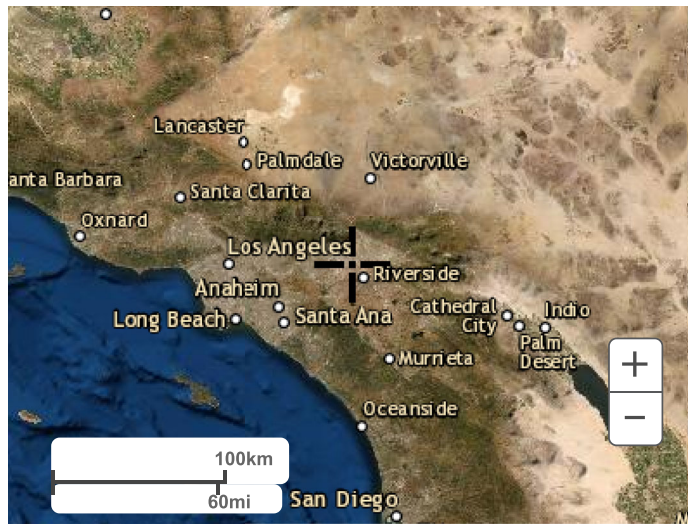 Lancaster
Palmdale
Victorville
anta Barbara
Santa Clarita
Oxnard
Los Angeles
Riverside
Anaheim
Cathedral
City
Indio
Long Beach
Santa Ana
Palm
Desert
Murrieta
+
−
Oceanside
100km
60mi
San Diego